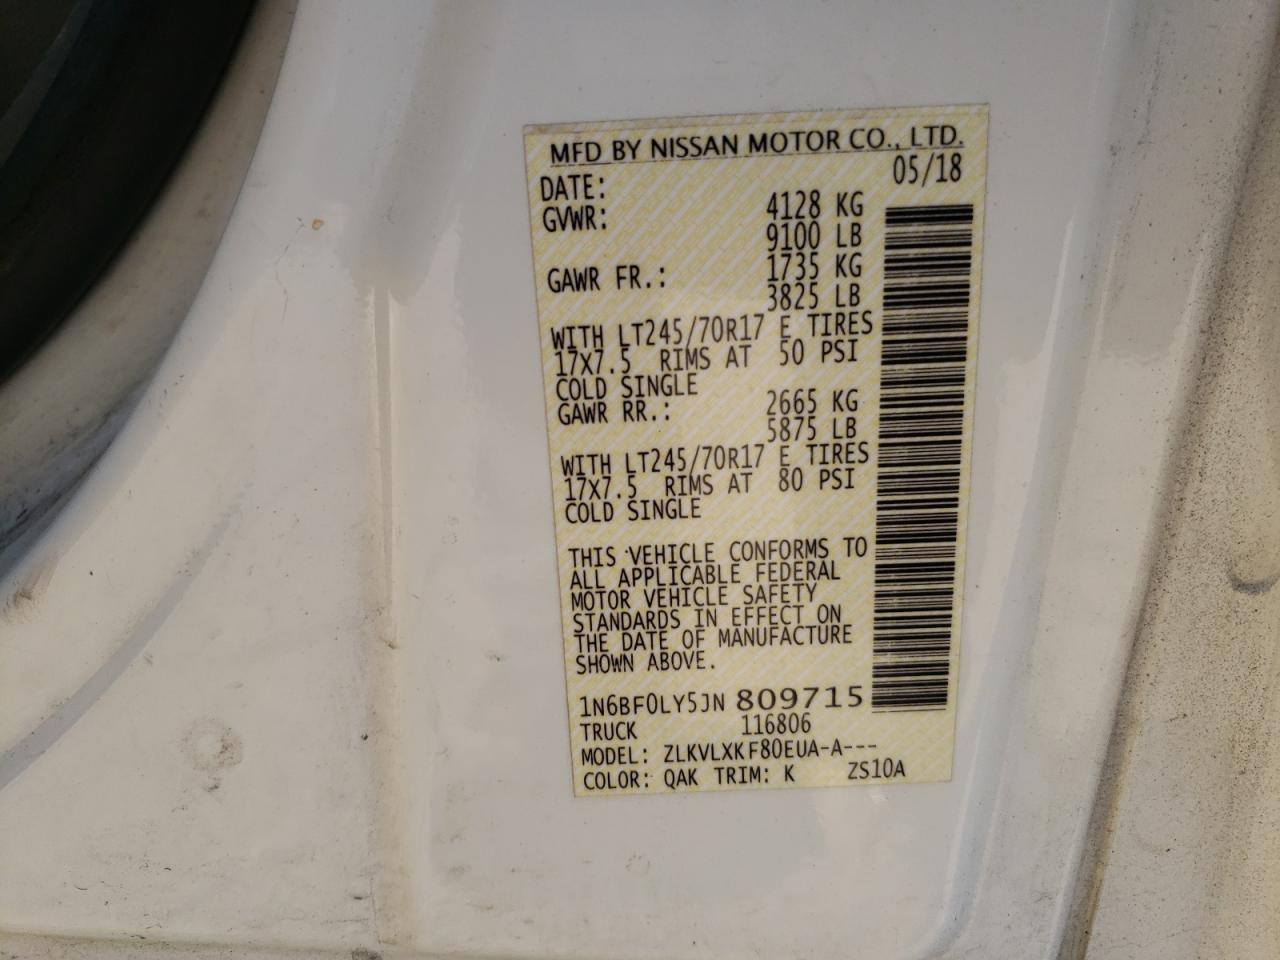 MFD BY NISSAN MOTOR CO., LTD.
DATE: 05/18
GVWR: 4128 KG
9100 LB
GAWR FR.: 1735 KG
3825 LB
WITH LT245/70R17 E TIRES
17X7.5 RIMS AT 50 PSI
COLD SINGLE
GAWR RR.: 2665 KG
5875 LB
WITH LT245/70R17 E TIRES
17X7.5 RIMS AT 80 PSI
COLD SINGLE
THIS VEHICLE CONFORMS TO
ALL APPLICABLE FEDERAL
MOTOR VEHICLE SAFETY
STANDARDS IN EFFECT ON
THE DATE OF MANUFACTURE
SHOWN ABOVE.
1N6BF0LY5JN 809715
TRUCK 116806
MODEL: ZLKVLXKF80EUA-A---
COLOR: QAK TRIM: K ZS10A